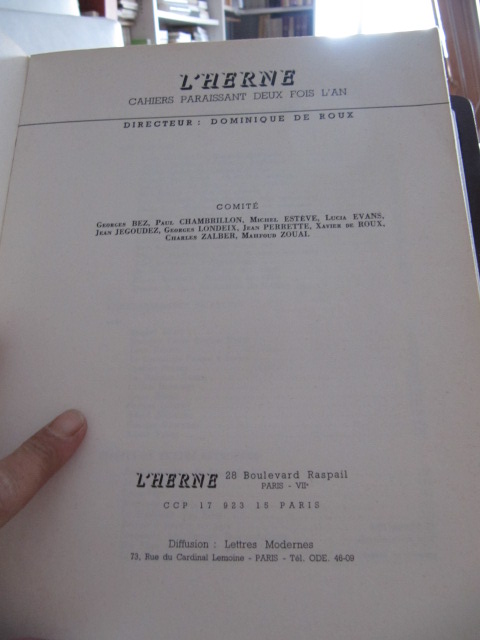 L'HERNE
CAHIERS PARAISSANT DEUX FOIS L'AN
DIRECTEUR : DOMINIQUE DE ROUX
COMITÉ
Georges BEZ, Paul CHAMBRILLON, Michel ESTÈVE, Lucia EVANS,
Jean JEGOUDEZ, Georges LONDEIX, Jean PERRETTE, Xavier de ROUX,
Charles ZALBER, Mahfoud ZOUAI.
L'HERNE 28 Boulevard Raspail
PARIS - VIIe
CCP 17 923 15 PARIS
Diffusion : Lettres Modernes
73, Rue du Cardinal Lemoine - PARIS - Tél. ODE. 46-09